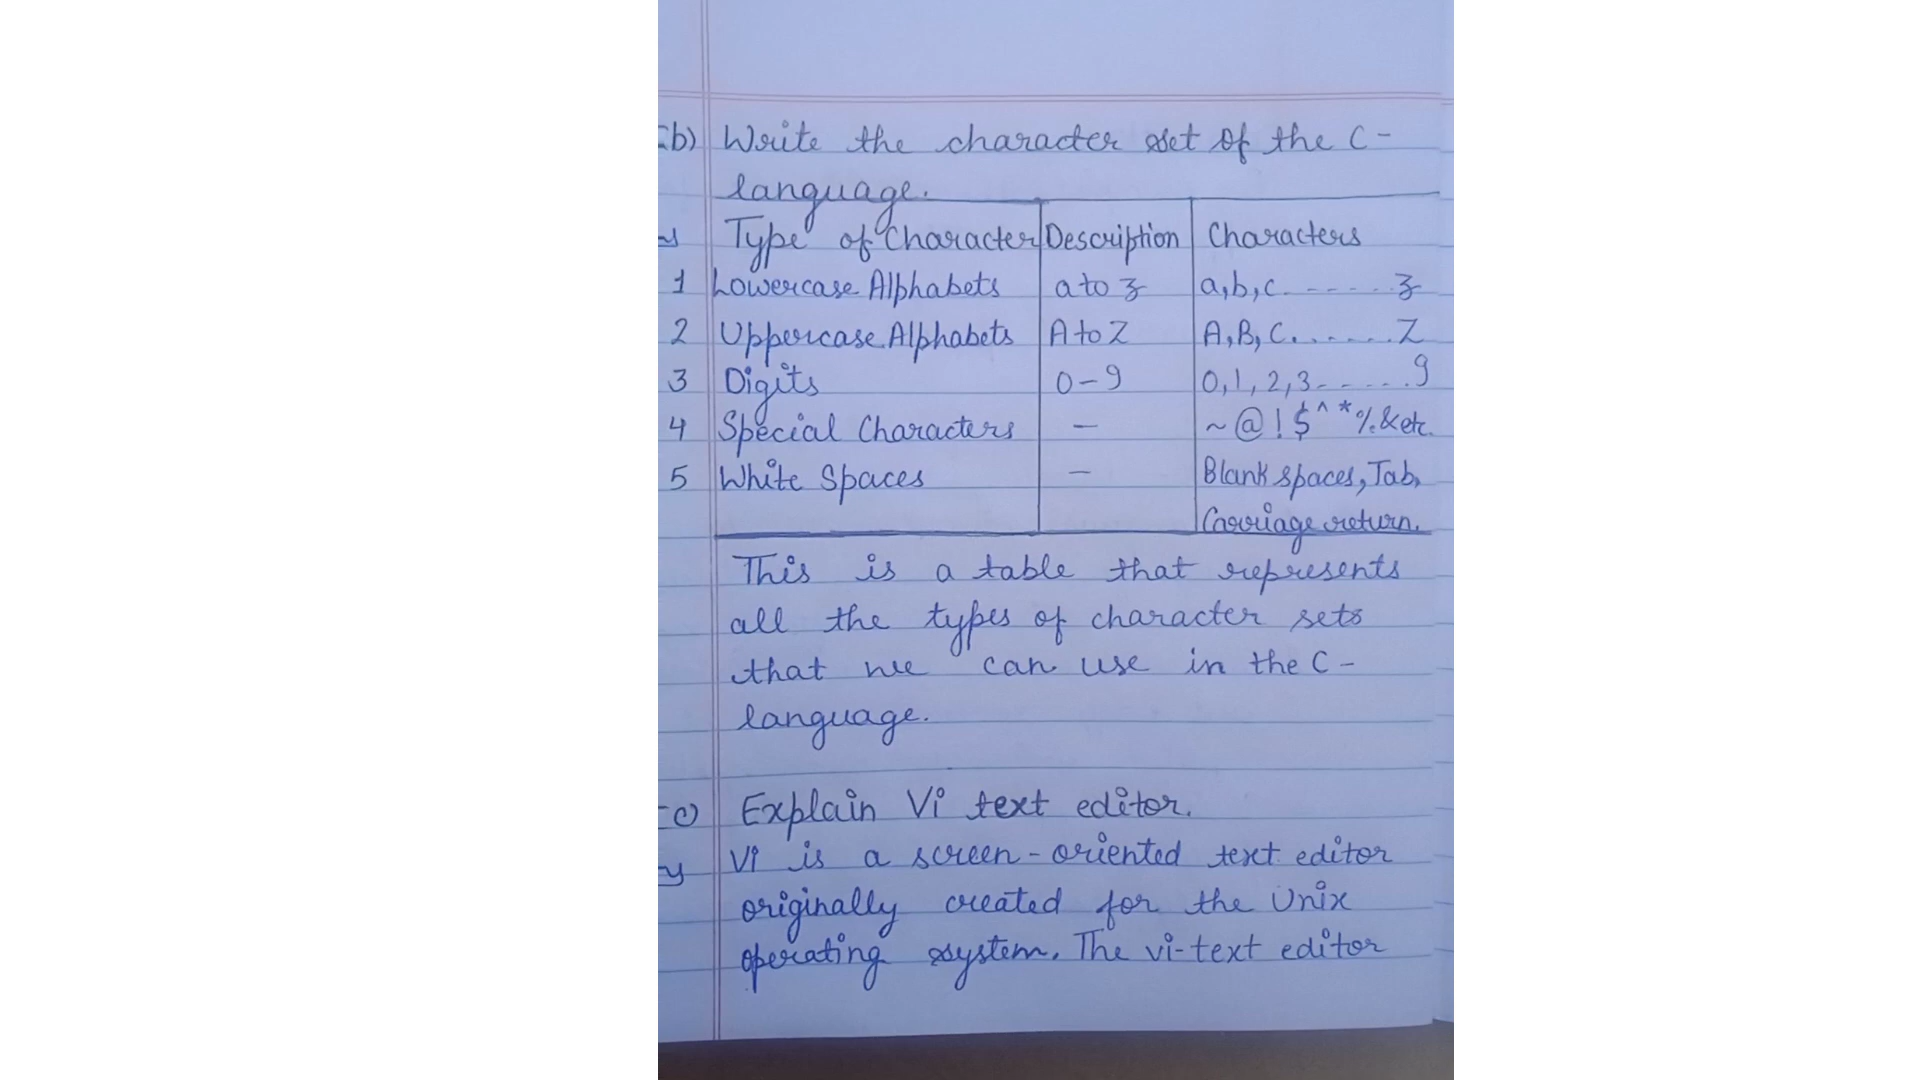 b) Write the character set of the C-
language.
Type of Character Description Characters
1 Lowercase Alphabets a to z a,b,c.......z
2 Uppercase Alphabets A to Z A,B,C.......Z
3 Digits 0-9 0,1,2,3......9
4 Special Characters - ~@!$^*%&etc.
5 White Spaces - Blank spaces, Tab,
Carriage return.
This is a table that represents
all the types of character sets
that we can use in the C-
language.
c) Explain Vi text editor.
Vi is a screen-oriented text editor
originally created for the Unix
operating system. The vi-text editor